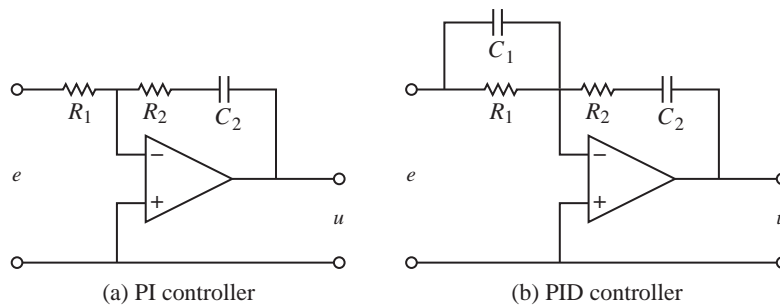 R1
R2
C2
−
+
e
u
(a) PI controller
C1
R1
R2
C2
−
+
e
(b) PID controller